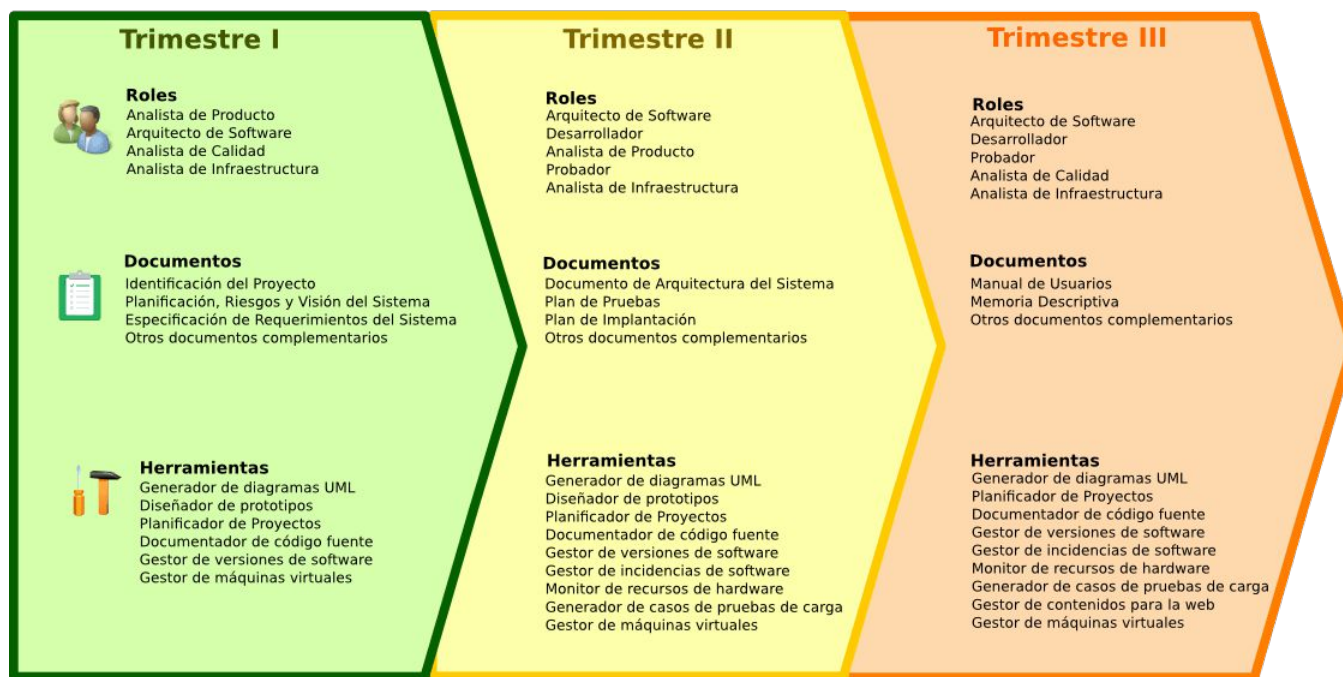 Trimestre I
Roles
Analista de Producto
Arquitecto de Software
Analista de Calidad
Analista de Infraestructura
Documentos
Identificación del Proyecto
Planificación, Riesgos y Visión del Sistema
Especificación de Requerimientos del Sistema
Otros documentos complementarios
Herramientas
Generador de diagramas UML
Diseñador de prototipos
Planificador de Proyectos
Documentador de código fuente
Gestor de versiones de software
Gestor de máquinas virtuales
Trimestre II
Roles
Arquitecto de Software
Desarrollador
Analista de Producto
Probador
Analista de Infraestructura
Documentos
Documento de Arquitectura del Sistema
Plan de Pruebas
Plan de Implantación
Otros documentos complementarios
Herramientas
Generador de diagramas UML
Diseñador de prototipos
Planificador de Proyectos
Documentador de código fuente
Gestor de versiones de software
Gestor de incidencias de software
Monitor de recursos de hardware
Generador de casos de pruebas de carga
Gestor de máquinas virtuales
Trimestre III
Roles
Arquitecto de Software
Desarrollador
Probador
Analista de Calidad
Analista de Infraestructura
Documentos
Manual de Usuarios
Memoria Descriptiva
Otros documentos complementarios
Herramientas
Generador de diagramas UML
Planificador de Proyectos
Documentador de código fuente
Gestor de versiones de software
Gestor de incidencias de software
Monitor de recursos de hardware
Generador de casos de pruebas de carga
Gestor de contenidos para la web
Gestor de máquinas virtuales